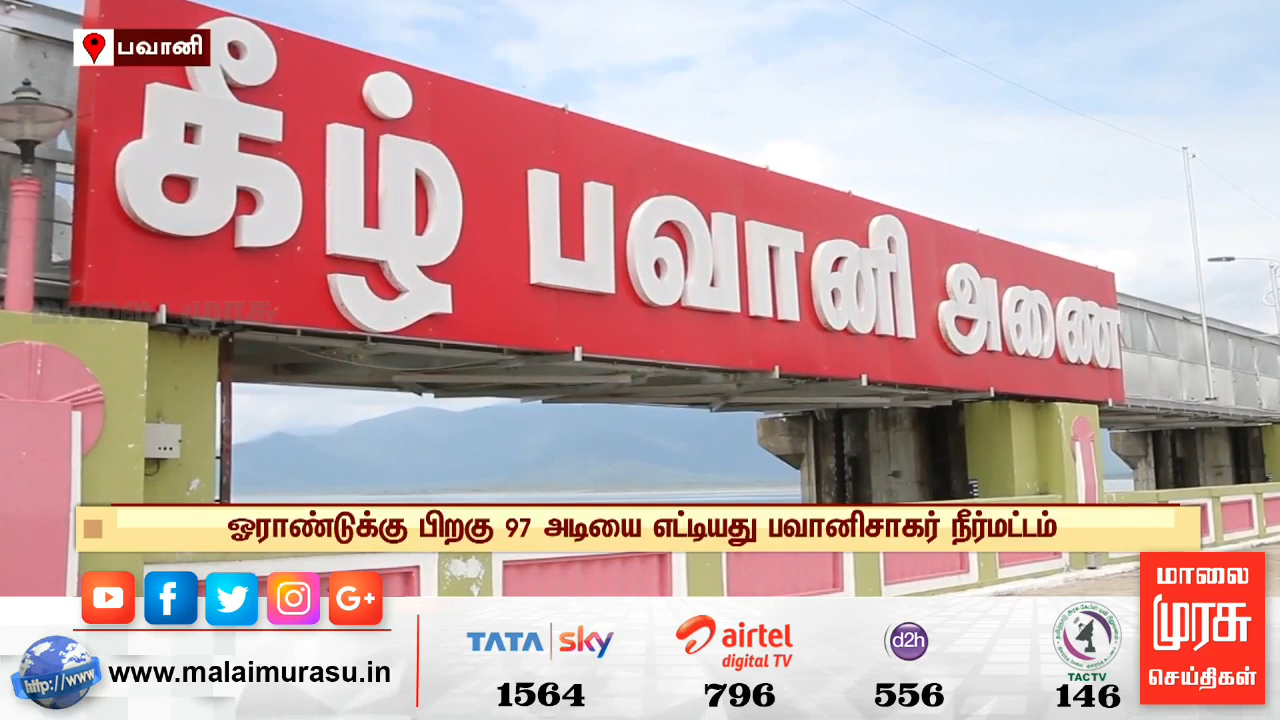 பவானி
கீழ் பவானி அணை
மாலை முரசு
ஓராண்டுக்கு பிறகு 97 அடியை எட்டியது பவானிசாகர் நீர்மட்டம்
மாலை
முரசு
செய்திகள்
http://www
www.malaimurasu.in
TATA sky
1564
airtel
digital TV
796
d2h
556
TACTV
146
G+